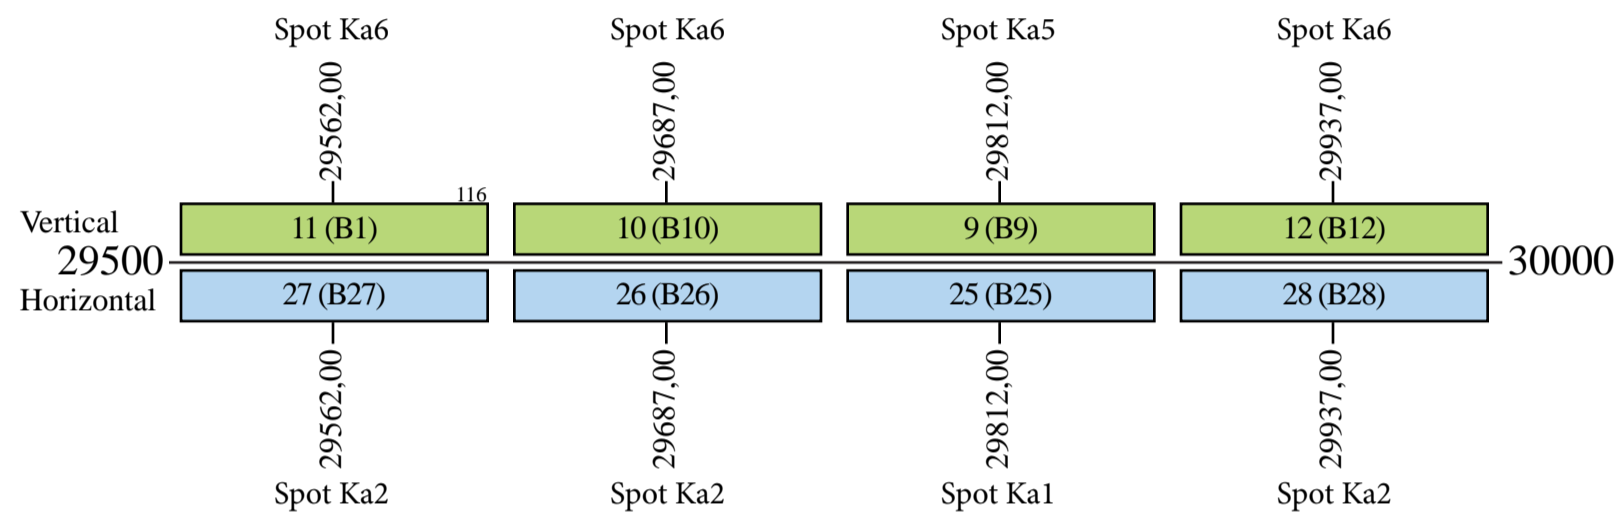 Spot Ka6 Spot Ka6 Spot Ka5 Spot Ka6
29562,00 29687,00 29812,00 29937,00
116
Vertical 11 (B1) 10 (B10) 9 (B9) 12 (B12)
29500 30000
Horizontal 27 (B27) 26 (B26) 25 (B25) 28 (B28)
29562,00 29687,00 29812,00 29937,00
Spot Ka2 Spot Ka2 Spot Ka1 Spot Ka2